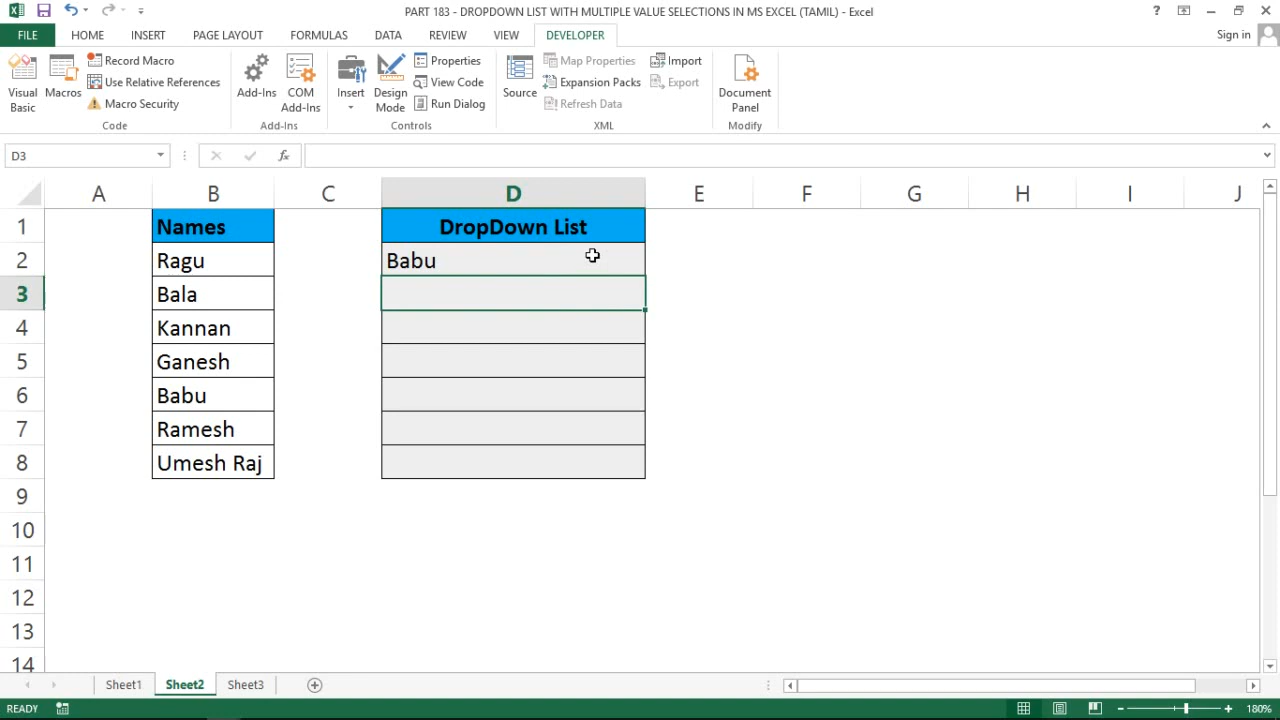 PART 183 - DROPDOWN LIST WITH MULTIPLE VALUE SELECTIONS IN MS EXCEL (TAMIL) - Excel
?
FILE HOME INSERT PAGE LAYOUT FORMULAS DATA REVIEW VIEW DEVELOPER Sign in
Visual Basic
Macros
Record Macro
Use Relative References
Macro Security
Code
Add-Ins
COM Add-Ins
Add-Ins
Insert
Design Mode
Properties
View Code
Run Dialog
Controls
Source
Map Properties
Expansion Packs
Refresh Data
Import
Export
XML
Document Panel
Modify
D3 fx
A B C D E F G H I J
1 Names DropDown List
2 Ragu Babu
3 Bala
4 Kannan
5 Ganesh
6 Babu
7 Ramesh
8 Umesh Raj
9
10
11
12
13
14
Sheet1 Sheet2 Sheet3
READY 180%